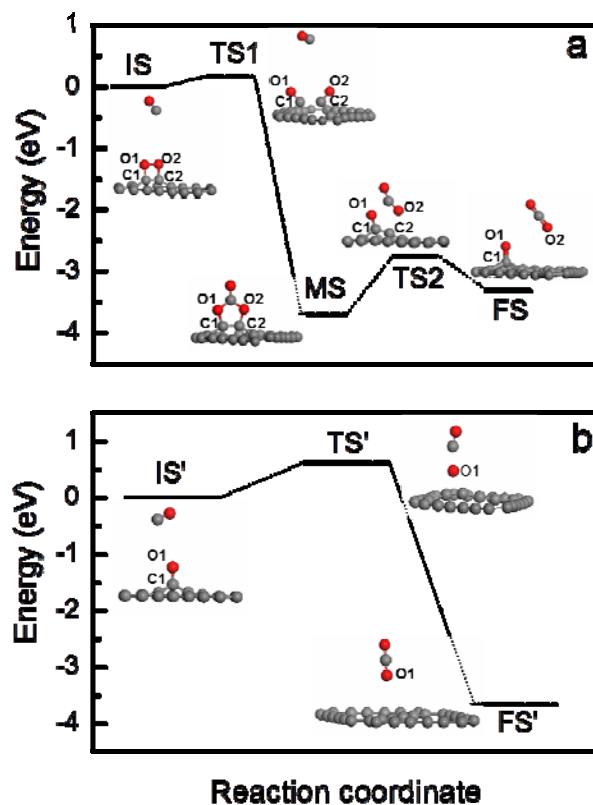 a
Energy (eV)
1
0
-1
-2
-3
-4
IS
TS1
MS
TS2
FS
O1 O2
C1 C2
O1 O2
C1 C2
O1 O2
C1 C2
O1
O2
C1 C2
O1
O2
C1
b
Energy (eV)
1
0
-1
-2
-3
-4
IS'
TS'
FS'
O1
C1
O1
O1
Reaction coordinate